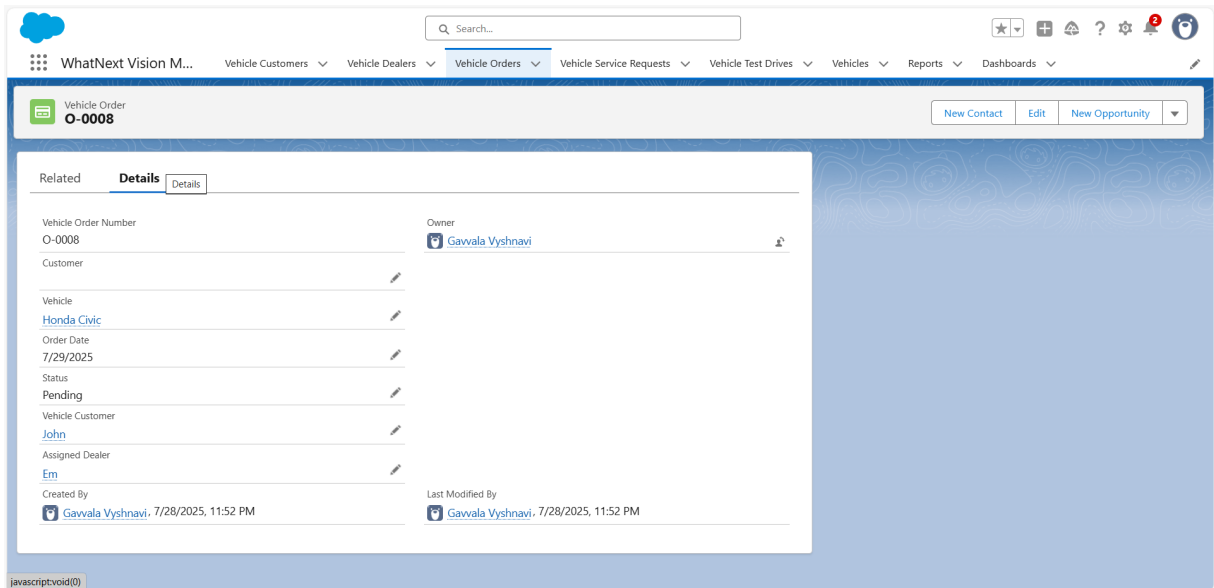 Search...
2
WhatNext Vision M...
Vehicle Customers
Vehicle Dealers
Vehicle Orders
Vehicle Service Requests
Vehicle Test Drives
Vehicles
Reports
Dashboards
Vehicle Order
O-0008
New Contact
Edit
New Opportunity
Related
Details
Details
Vehicle Order Number
O-0008
Owner
Gavvala Vyshnavi
Customer
Vehicle
Honda Civic
Order Date
7/29/2025
Status
Pending
Vehicle Customer
John
Assigned Dealer
Em
Created By
Gavvala Vyshnavi, 7/28/2025, 11:52 PM
Last Modified By
Gavvala Vyshnavi, 7/28/2025, 11:52 PM
javascript:void(0)